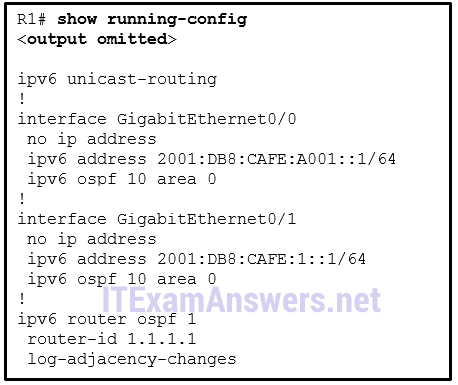 R1# show running-config
<output omitted>
ipv6 unicast-routing
!
interface GigabitEthernet0/0
no ip address
ipv6 address 2001:DB8:CAFE:A001::1/64
ipv6 ospf 10 area 0
!
interface GigabitEthernet0/1
no ip address
ipv6 address 2001:DB8:CAFE:1::1/64
ipv6 ospf 10 area 0
!
ITExamAnswers.net
ipv6 router ospf 1
router-id 1.1.1.1
log-adjacency-changes